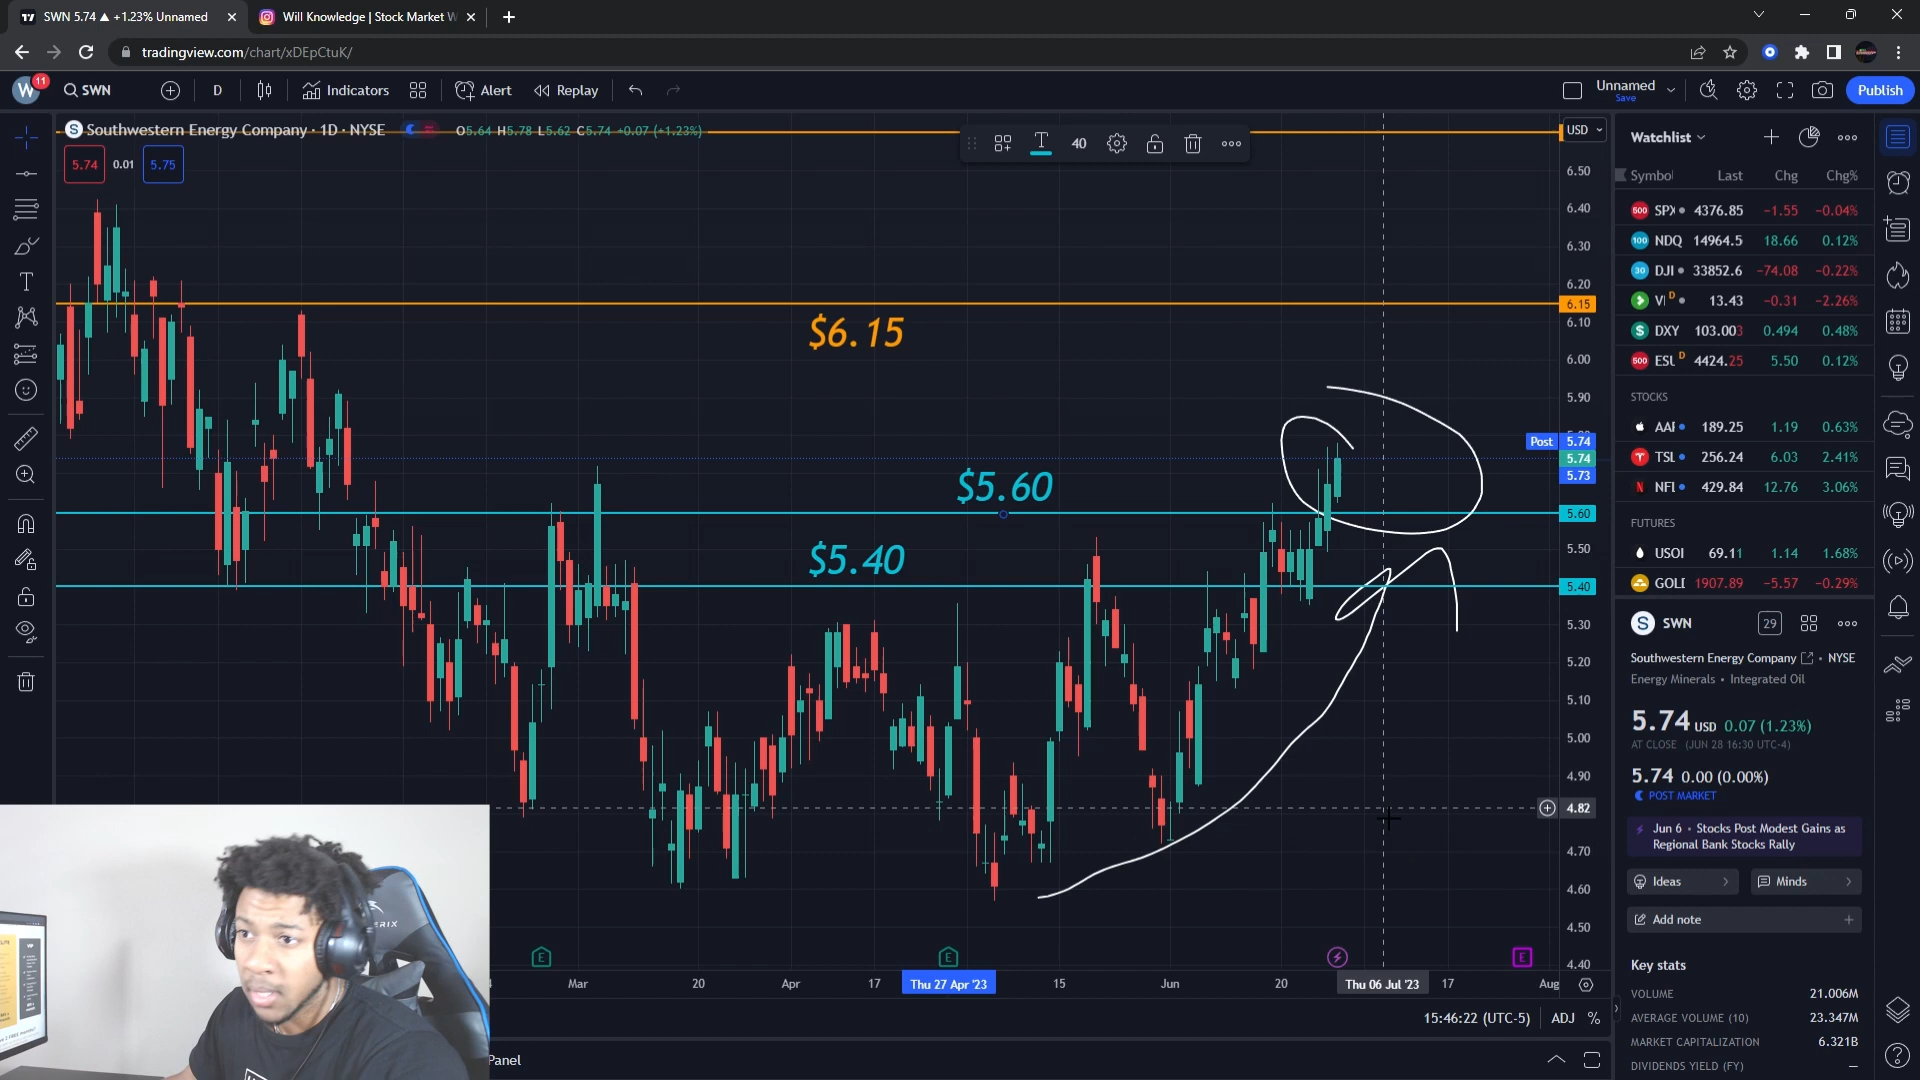 SWN 5.74 ▲ +1.23% Unnamed
Will Knowledge | Stock Market W
tradingview.com/chart/xDEpCtuK/
W 11
SWN
D
Indicators
Alert
Replay
Unnamed
Save
Publish
Southwestern Energy Company · 1D · NYSE
O5.64 H5.78 L5.62 C5.74 +0.07 (+1.23%)
5.74 0.01 5.75
T 40
USD
6.50
6.40
6.30
6.20
6.15
6.10
6.00
5.90
Post 5.74
5.74
5.73
5.60
5.50
5.40
5.30
5.20
5.10
5.00
4.90
4.82
4.70
4.60
4.50
4.40
$6.15
$5.60
$5.40
Mar
20
Apr
17
Thu 27 Apr '23
15
Jun
20
Thu 06 Jul '23
17
Aug
15:46:22 (UTC-5)
ADJ
%
Panel
Watchlist
Symbol Last Chg Chg%
SPX 4376.85 −1.55 −0.04%
NDQ 14964.5 18.66 0.12%
DJI 33852.6 −74.08 −0.22%
VI D 13.43 −0.31 −2.26%
DXY 103.003 0.494 0.48%
ESU D 4424.25 5.50 0.12%
STOCKS
AAF 189.25 1.19 0.63%
TSL 256.24 6.03 2.41%
NFL 429.84 12.76 3.06%
FUTURES
USOI 69.11 1.14 1.68%
GOLD 1907.89 −5.57 −0.29%
S SWN
29
Southwestern Energy Company • NYSE
Energy Minerals • Integrated Oil
5.74 USD 0.07 (1.23%)
AT CLOSE (JUN 28 16:30 UTC-4)
5.74 0.00 (0.00%)
POST MARKET
Jun 6 • Stocks Post Modest Gains as
Regional Bank Stocks Rally
Ideas
Minds
Add note
Key stats
VOLUME 21.006M
AVERAGE VOLUME (10) 23.347M
MARKET CAPITALIZATION 6.321B
DIVIDENDS YIELD (FY) —